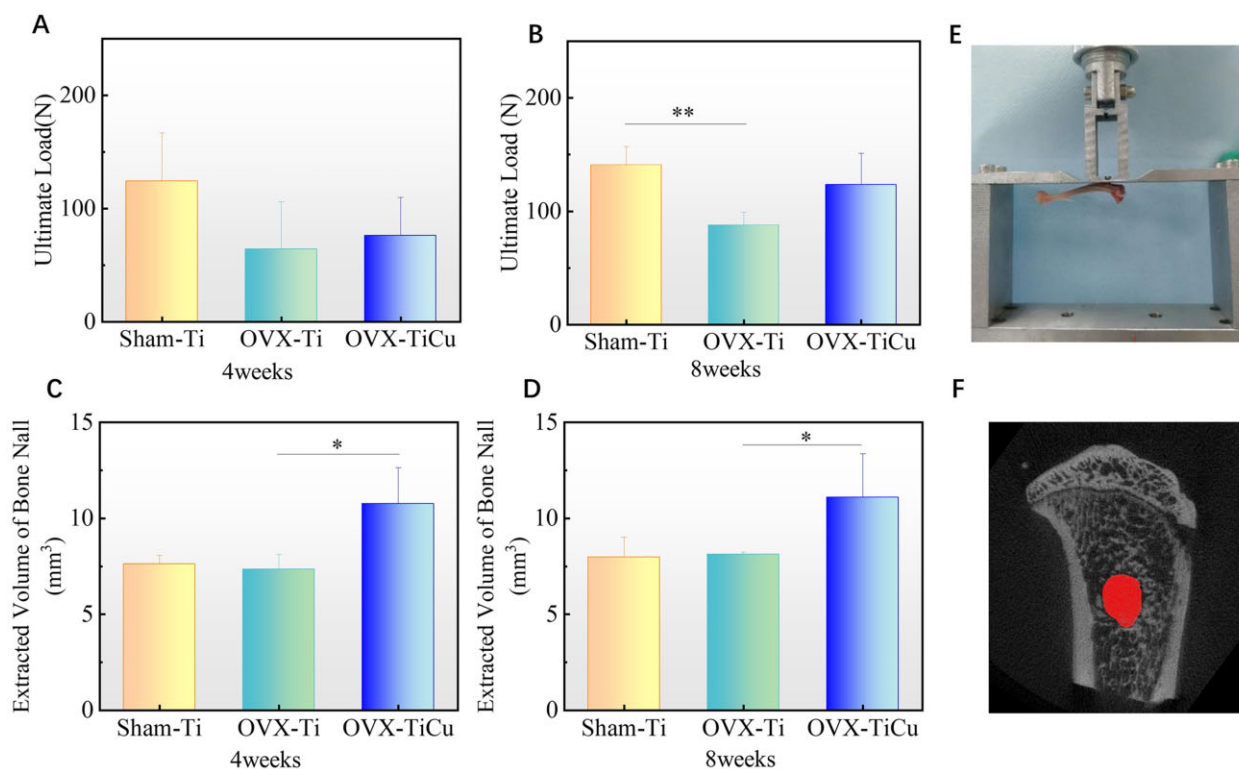 A
Ultimate Load(N)
200
100
0
Sham-Ti OVX-Ti OVX-TiCu
4weeks
B
Ultimate Load (N)
200
100
0
**
Sham-Ti OVX-Ti OVX-TiCu
8weeks
E
C
Extracted Volume of Bone Nall
(mm³)
15
10
5
0
*
Sham-Ti OVX-Ti OVX-TiCu
4weeks
D
Extracted Volume of Bone Nall
(mm³)
15
10
5
0
*
Sham-Ti OVX-Ti OVX-TiCu
8weeks
F